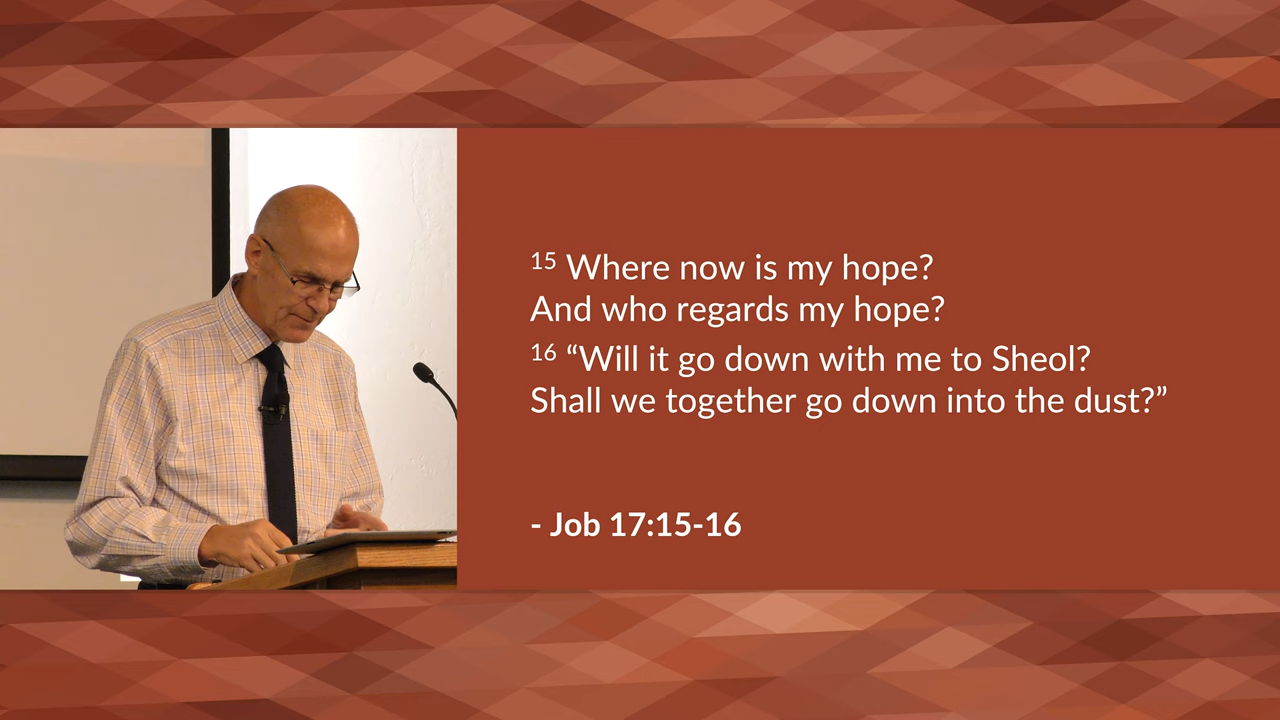 15 Where now is my hope?
And who regards my hope?
16 “Will it go down with me to Sheol?
Shall we together go down into the dust?”
- Job 17:15-16